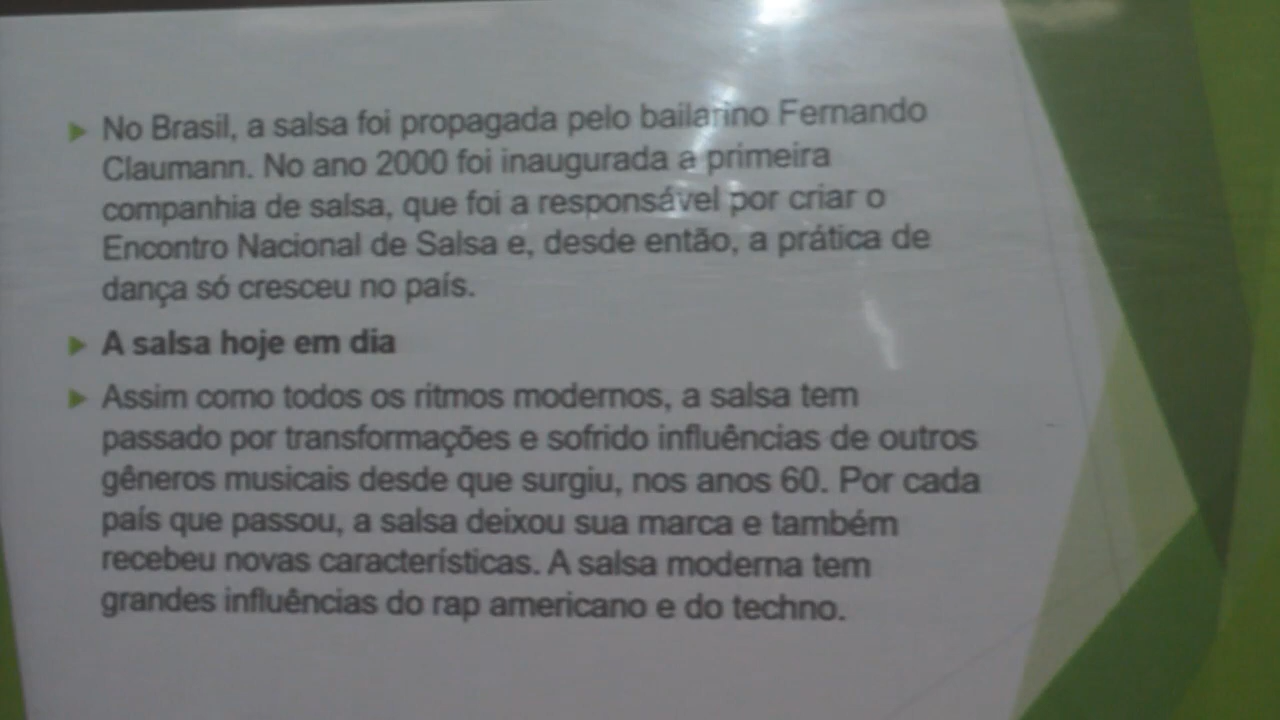 No Brasil, a salsa foi propagada pelo bailarino Fernando
Claumann. No ano 2000 foi inaugurada a primeira
companhia de salsa, que foi a responsável por criar o
Encontro Nacional de Salsa e, desde então, a prática de
dança só cresceu no país.
A salsa hoje em dia
Assim como todos os ritmos modernos, a salsa tem
passado por transformações e sofrido influências de outros
gêneros musicais desde que surgiu, nos anos 60. Por cada
país que passou, a salsa deixou sua marca e também
recebeu novas características. A salsa moderna tem
grandes influências do rap americano e do techno.